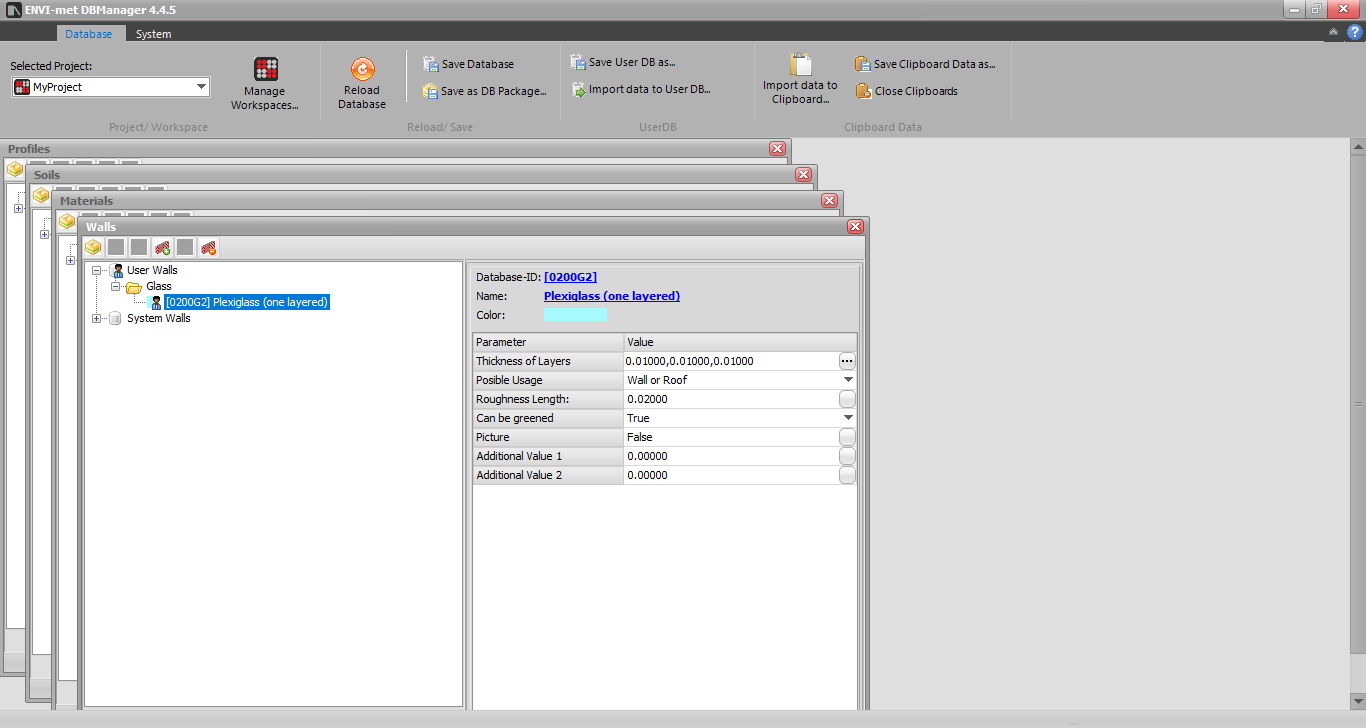 ENVI-met DBManager 4.4.5
Database System
Selected Project:
MyProject
Manage
Workspaces...
Project/ Workspace
Reload
Database
Save Database
Save as DB Package...
Reload/ Save
Save User DB as...
Import data to User DB...
UserDB
Import data to
Clipboard...
Save Clipboard Data as...
Close Clipboards
Clipboard Data
Profiles
Soils
Materials
Walls
User Walls
Glass
[0200G2] Plexiglass (one layered)
System Walls
Database-ID: [0200G2]
Name: Plexiglass (one layered)
Color:
Parameter Value
Thickness of Layers 0.01000,0.01000,0.01000
Posible Usage Wall or Roof
Roughness Length: 0.02000
Can be greened True
Picture False
Additional Value 1 0.00000
Additional Value 2 0.00000